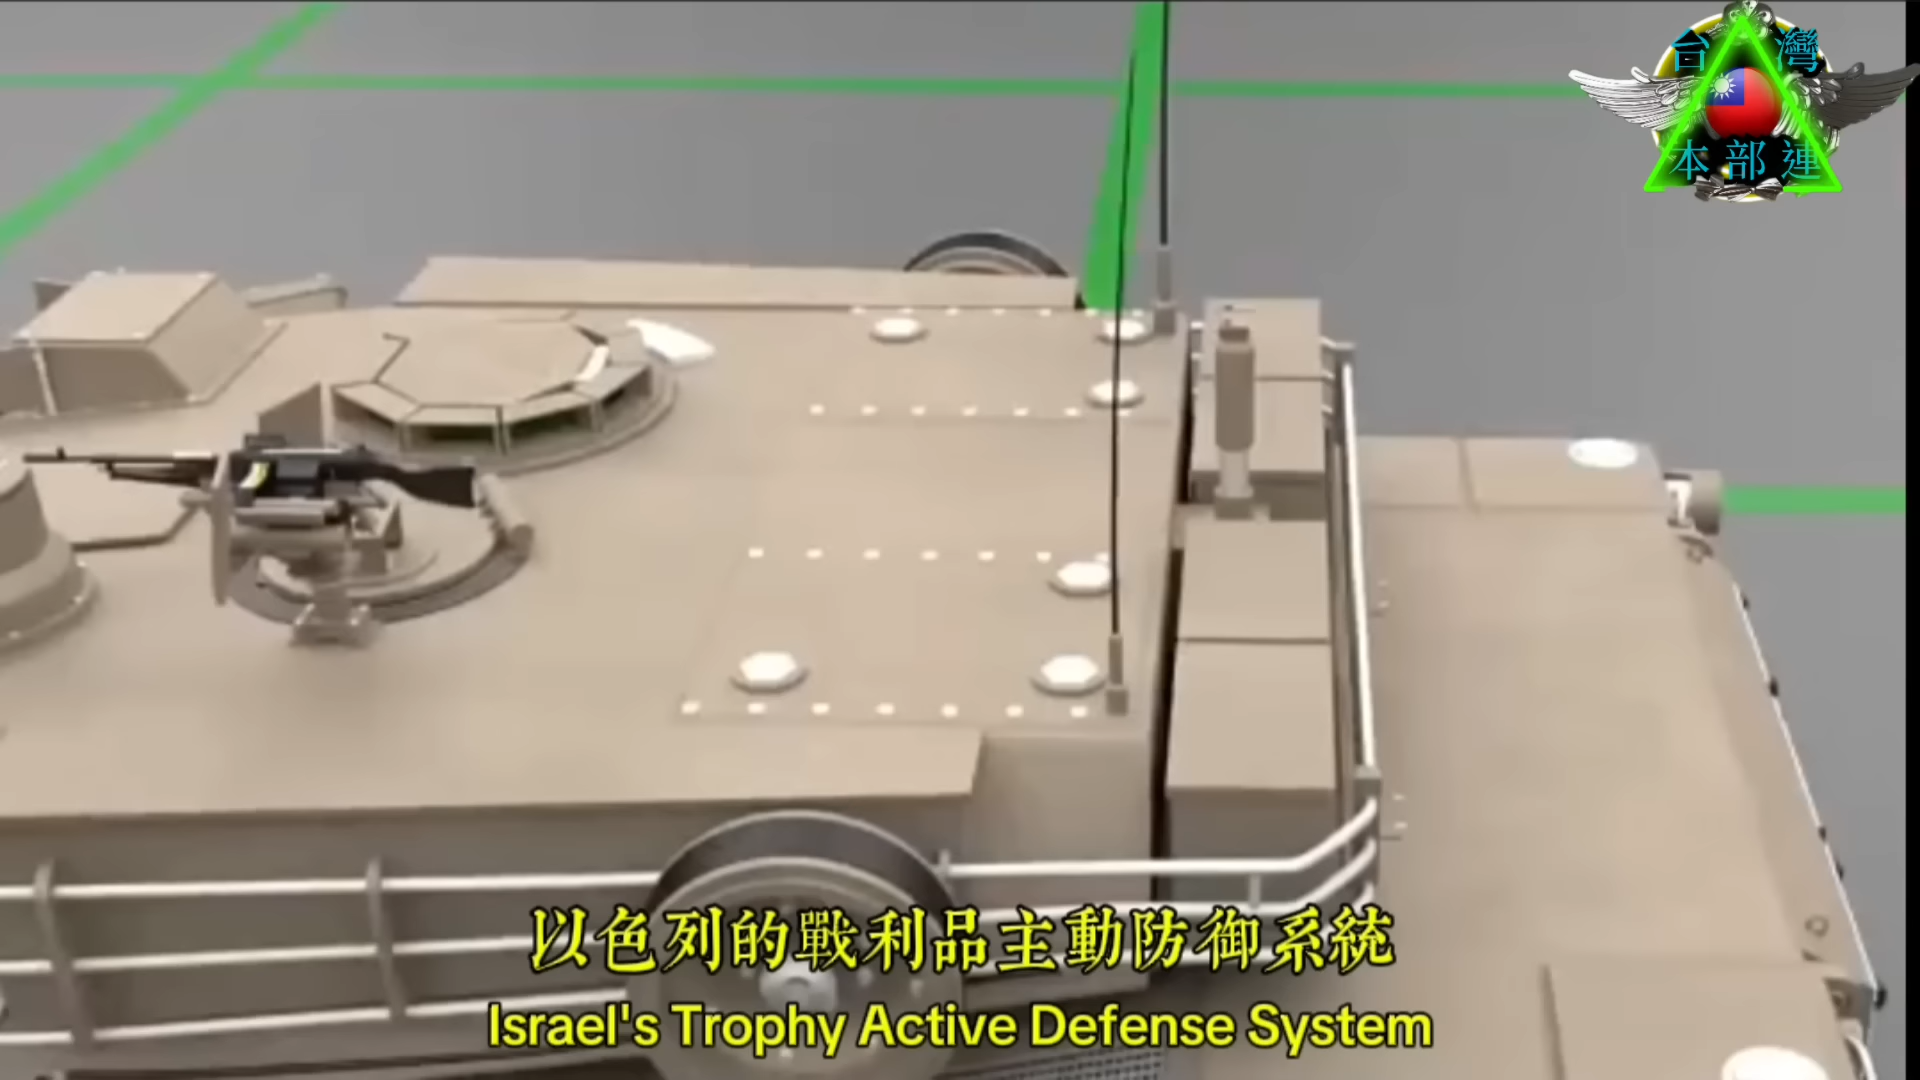 台灣
本部連
以色列的戰利品主動防御系統
Israel's Trophy Active Defense System